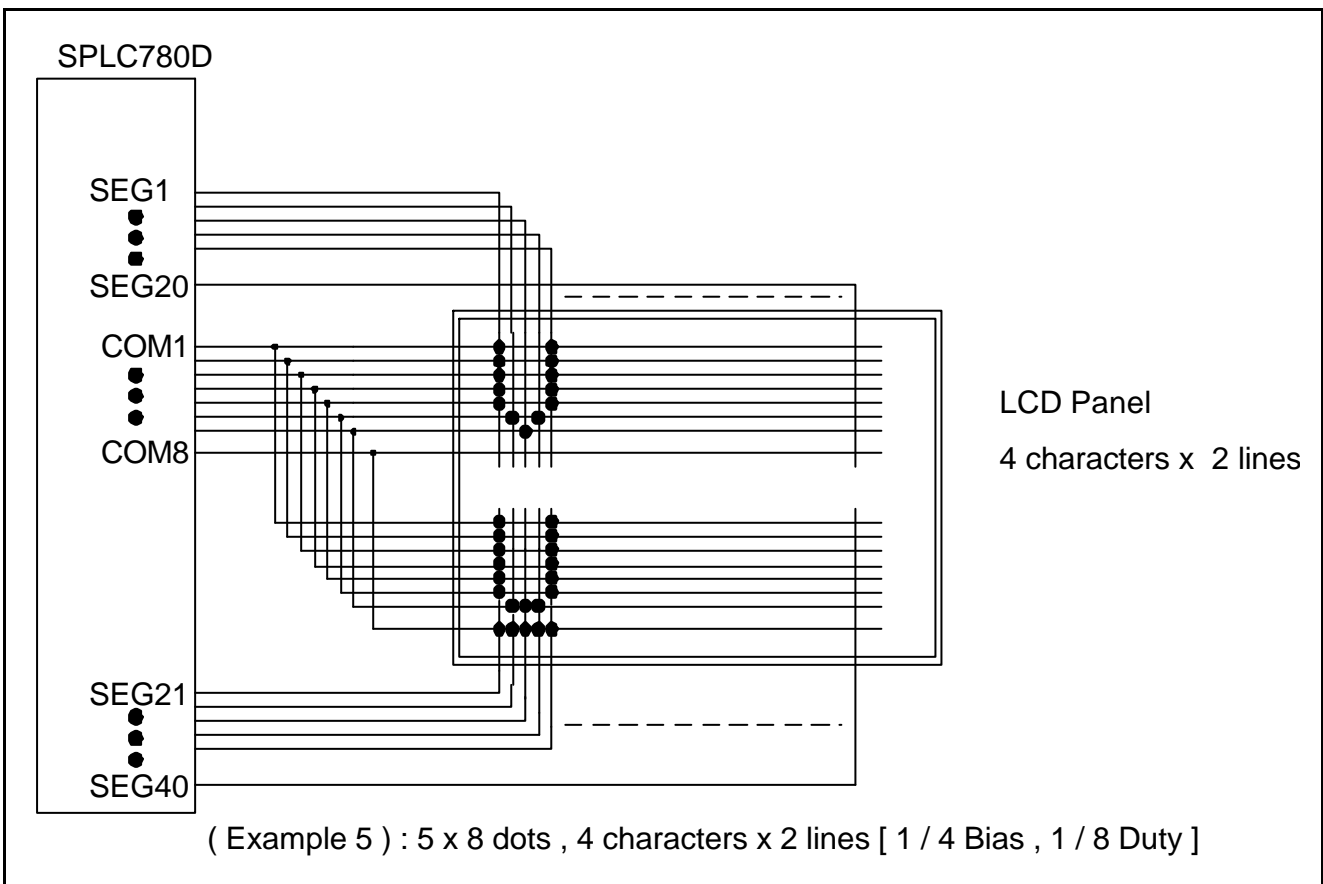 SPLC780D
SEG1
SEG20
COM1
COM8
LCD Panel
4 characters x 2 lines
SEG21
SEG40
( Example 5 ) : 5 x 8 dots , 4 characters x 2 lines [ 1 / 4 Bias , 1 / 8 Duty ]